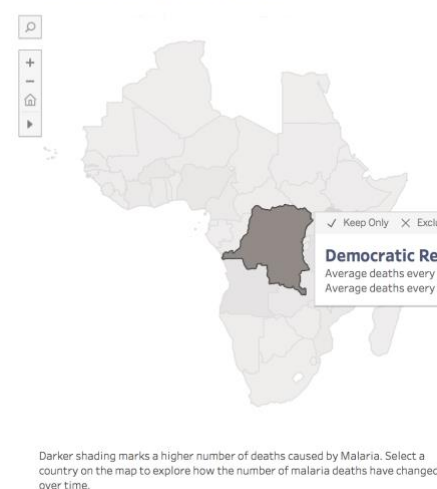 Keep Only Exclu
Democratic Re
Average deaths every
Average deaths every
Darker shading marks a higher number of deaths caused by Malaria. Select a
country on the map to explore how the number of malaria deaths have changed
over time.